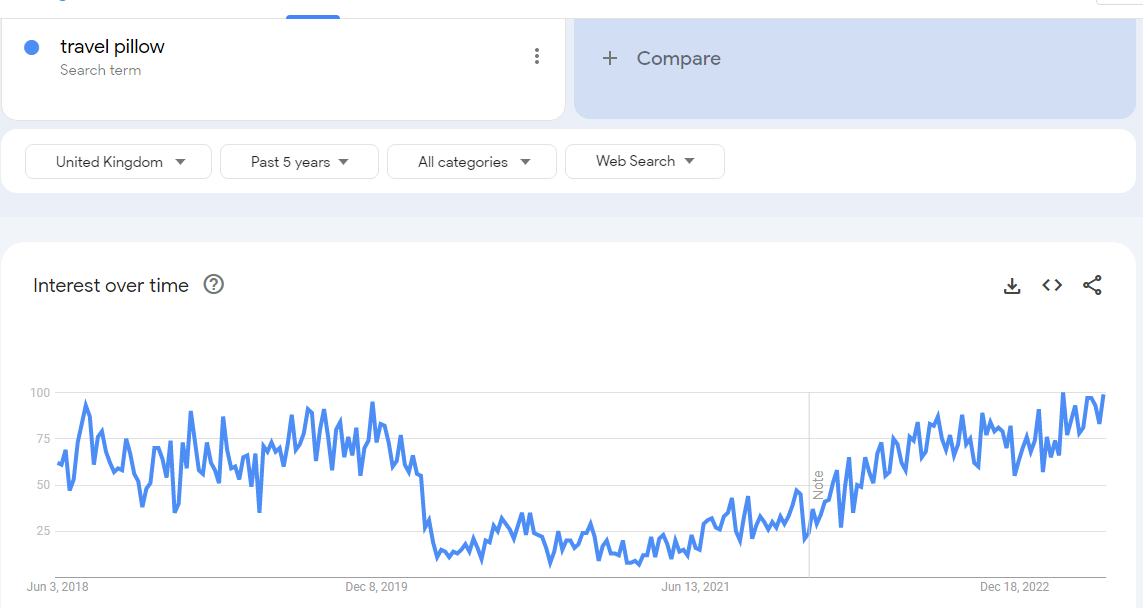 travel pillow
Search term
+ Compare
United Kingdom
Past 5 years
All categories
Web Search
Interest over time ?
100
75
50
25
Note
Jun 3, 2018
Dec 8, 2019
Jun 13, 2021
Dec 18, 2022